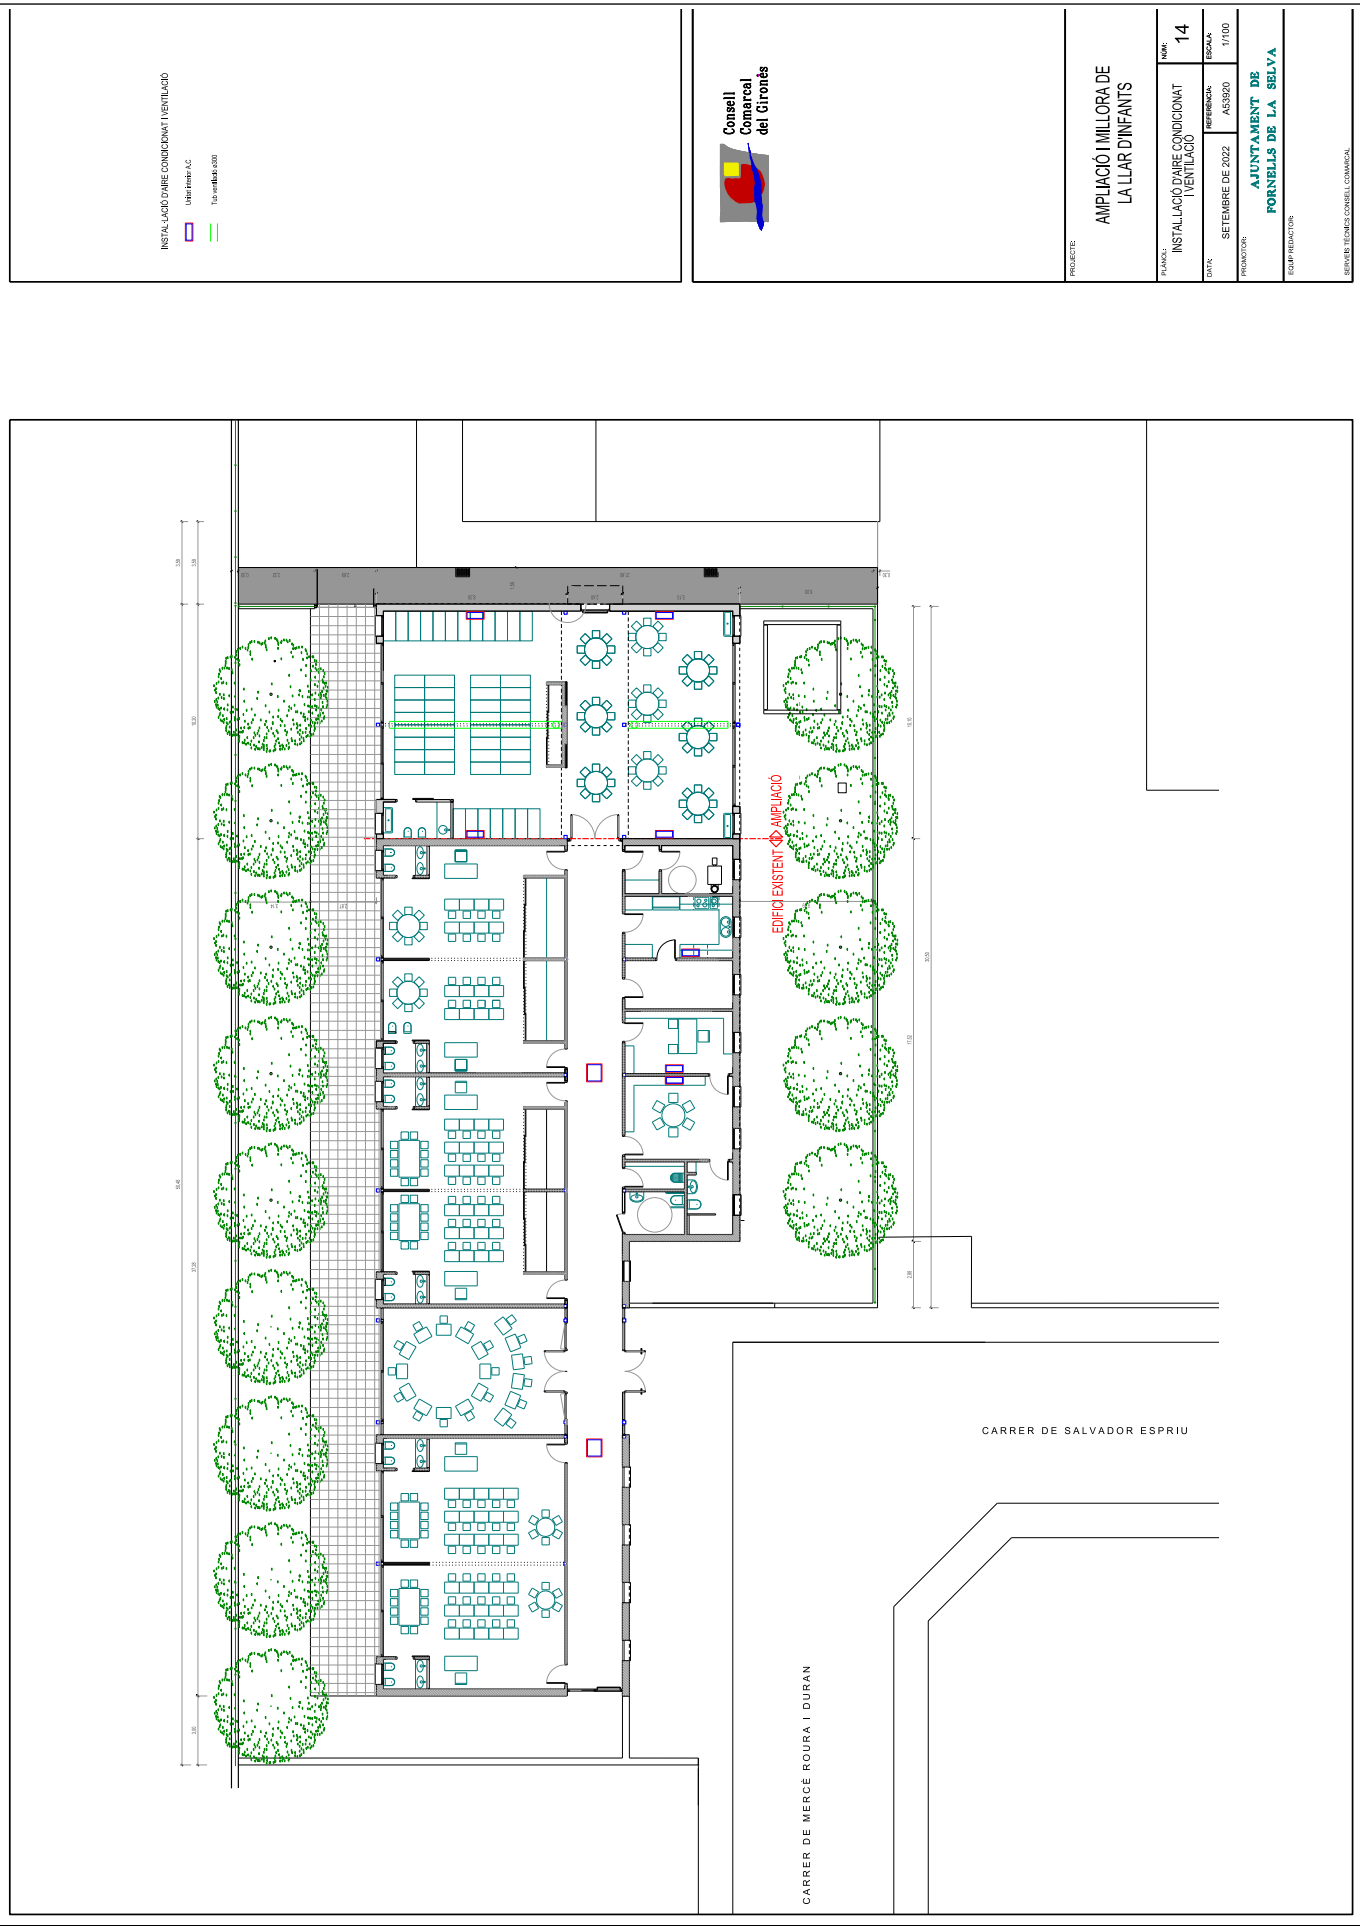 INSTAL·LACIÓ D'AIRE CONDICIONAT I VENTILACIÓ
Unitat interior A.C
Tub ventilació ø300
Consell
Comarcal
del Gironès
PROJECTE:
AMPLIACIÓ I MILLORA DE
LA LLAR D'INFANTS
PLÀNOL:
INSTAL.LACIÓ D'AIRE CONDICIONAT
I VENTILACIÓ
NÚM:
14
DATA:
SETEMBRE DE 2022
REFERÈNCIA:
A53920
ESCALA:
1/100
PROMOTOR:
AJUNTAMENT DE
FORNELLS DE LA SELVA
EQUIP REDACTOR:
SERVEIS TÈCNICS CONSELL COMARCAL
EDIFICI EXISTENT
AMPLIACIÓ
CARRER DE SALVADOR ESPRIU
CARRER DE MERCÈ ROURA I DURAN